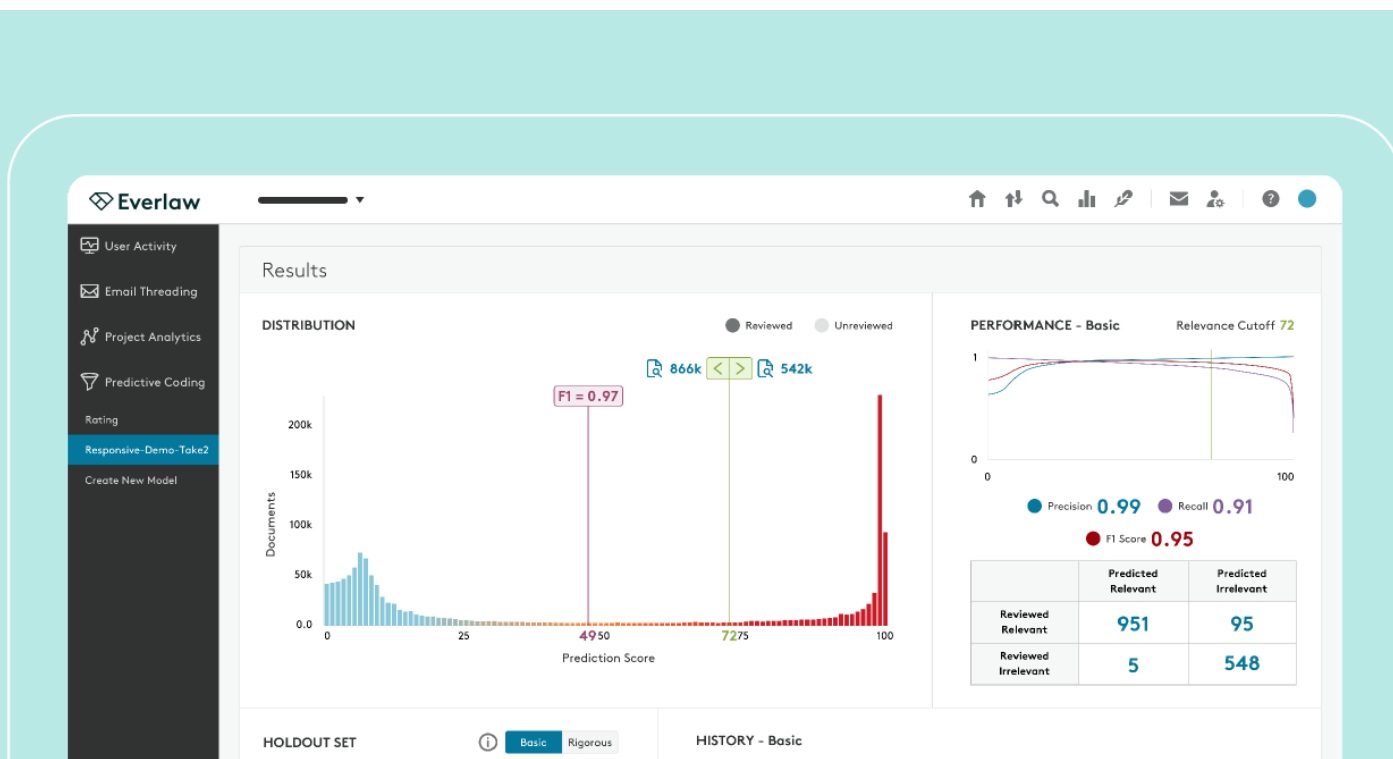 Everlaw
User Activity
Email Threading
Project Analytics
Predictive Coding
Rating
Responsive-Demo-Take2
Create New Model
Results
DISTRIBUTION
Reviewed Unreviewed
866k < > 542k
F1 = 0.97
200k
150k
100k
50k
0.0
Documents
0 25 49 50 72 75 100
Prediction Score
PERFORMANCE - Basic Relevance Cutoff 72
1
0
0 100
Precision 0.99 Recall 0.91
F1 Score 0.95
Predicted Relevant Predicted Irrelevant
Reviewed Relevant 951 95
Reviewed Irrelevant 5 548
HOLDOUT SET i Basic Rigorous
HISTORY - Basic